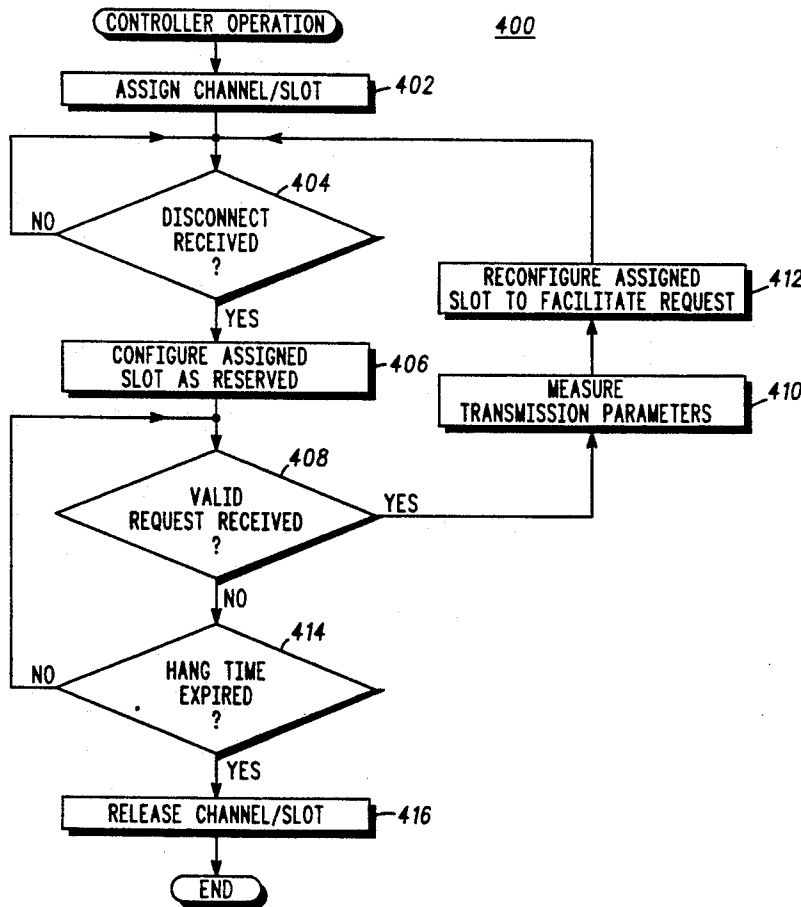 CONTROLLER OPERATION
400
ASSIGN CHANNEL/SLOT
402
404
NO
DISCONNECT
RECEIVED
?
YES
RECONFIGURE ASSIGNED
SLOT TO FACILITATE REQUEST
412
CONFIGURE ASSIGNED
SLOT AS RESERVED
406
MEASURE
TRANSMISSION PARAMETERS
410
408
VALID
REQUEST RECEIVED
?
YES
NO
414
NO
HANG TIME
EXPIRED
?
YES
RELEASE CHANNEL/SLOT
416
END